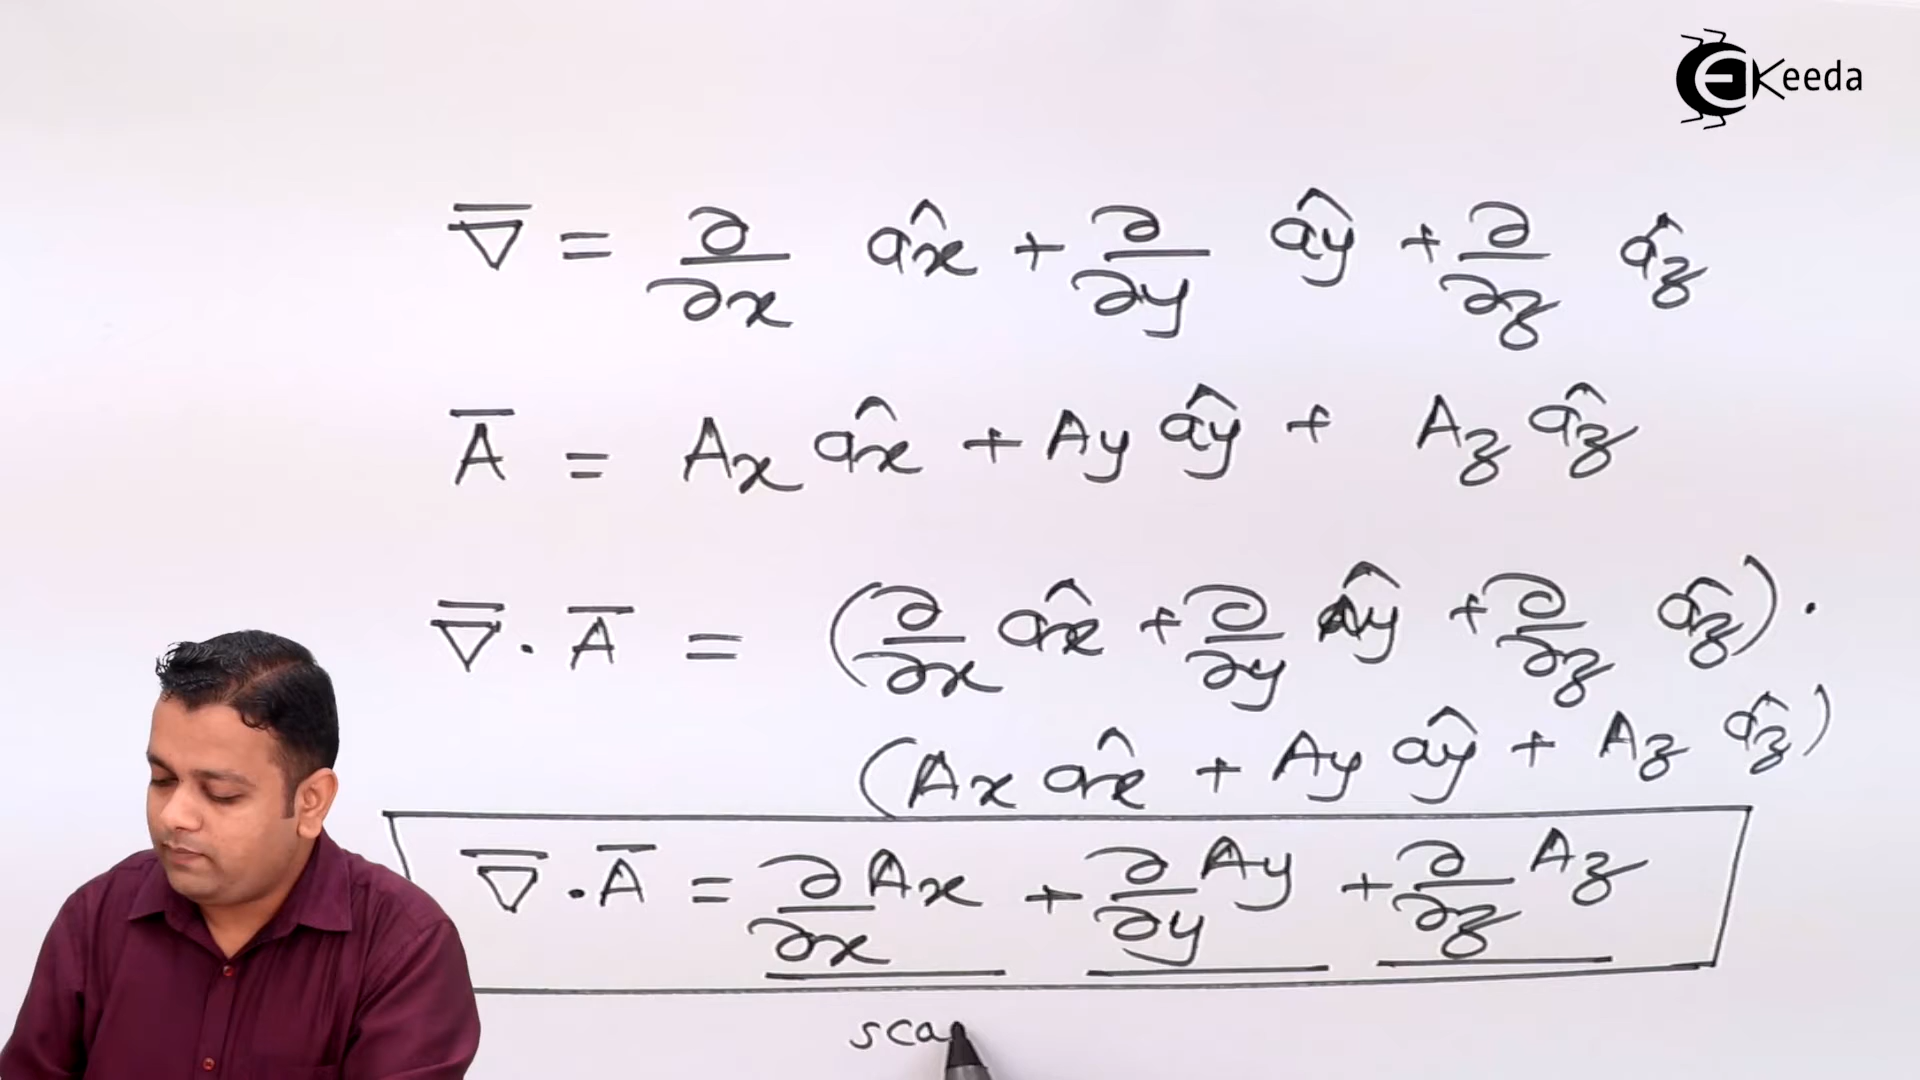 EKeeda
∇̅ = ∂/∂x âx + ∂/∂y ây + ∂/∂z âz
A̅ = Ax âx + Ay ây + Az âz
∇̅ . A̅ = (∂/∂x âx + ∂/∂y ây + ∂/∂z âz) .
(Ax âx + Ay ây + Az âz)
∇̅ . A̅ = ∂/∂x Ax + ∂/∂y Ay + ∂/∂z Az
sca